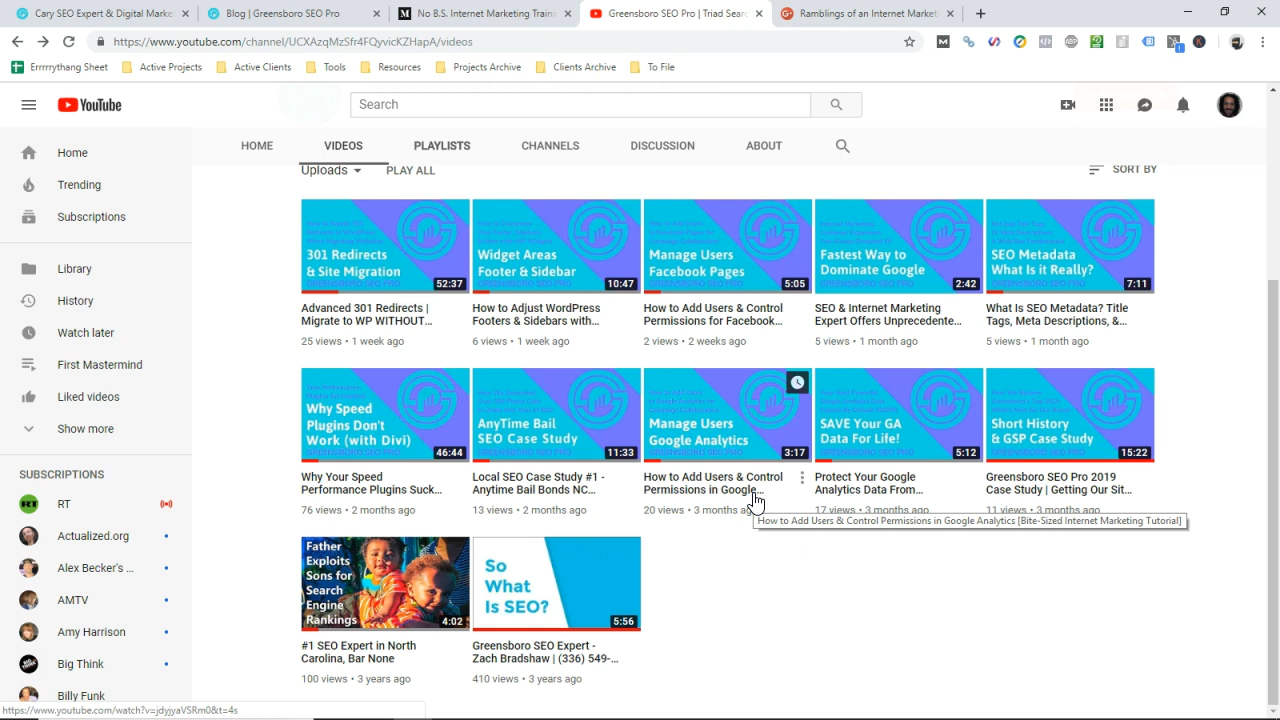 Cary SEO Expert & Digital Marke
Blog | Greensboro SEO Pro
No B.S. Internet Marketing Traini
Greensboro SEO Pro | Triad Sear
Ramblings of an Internet Market
https://www.youtube.com/channel/UCXAzqMzSfr4FQyvicKZHapA/videos
Errrrrythang Sheet
Active Projects
Active Clients
Tools
Resources
Projects Archive
Clients Archive
To File
YouTube
Search
HOME
VIDEOS
PLAYLISTS
CHANNELS
DISCUSSION
ABOUT
Uploads
PLAY ALL
SORT BY
Home
Trending
Subscriptions
Library
History
Watch later
First Mastermind
Liked videos
Show more
SUBSCRIPTIONS
RT
Actualized.org
Alex Becker's ...
AMTV
Amy Harrison
Big Think
Billy Funk
301 Redirects
& Site Migration
52:37
Advanced 301 Redirects |
Migrate to WP WITHOUT...
25 views • 1 week ago
Widget Areas
Footer & Sidebar
10:47
How to Adjust WordPress
Footers & Sidebars with...
6 views • 1 week ago
Manage Users
Facebook Pages
5:05
How to Add Users & Control
Permissions for Facebook...
2 views • 2 weeks ago
Fastest Way to
Dominate Google
2:42
SEO & Internet Marketing
Expert Offers Unprecedente...
5 views • 1 month ago
SEO Metadata
What Is it Really?
7:11
What Is SEO Metadata? Title
Tags, Meta Descriptions, &...
5 views • 1 month ago
Why Speed
Plugins Don't
Work (with Divi)
46:44
Why Your Speed
Performance Plugins Suck...
76 views • 2 months ago
AnyTime Bail
SEO Case Study
11:33
Local SEO Case Study #1 -
Anytime Bail Bonds NC...
13 views • 2 months ago
Manage Users
Google Analytics
3:17
How to Add Users & Control
Permissions in Google...
20 views • 3 months
SAVE Your GA
Data For Life!
5:12
Protect Your Google
Analytics Data From...
17 views • 3 months ago
Short History
& GSP Case Study
15:22
Greensboro SEO Pro 2019
Case Study | Getting Our Sit...
11 views • 3 months ago
How to Add Users & Control Permissions in Google Analytics [Bite-Sized Internet Marketing Tutorial]
Father
Exploits
Sons for
Search
Engine
Rankings
4:02
#1 SEO Expert in North
Carolina, Bar None
100 views • 3 years ago
So
What
Is SEO?
5:56
Greensboro SEO Expert -
Zach Bradshaw | (336) 549-...
410 views • 3 years ago
https://www.youtube.com/watch?v=jdyjyaVSRm0&t=4s